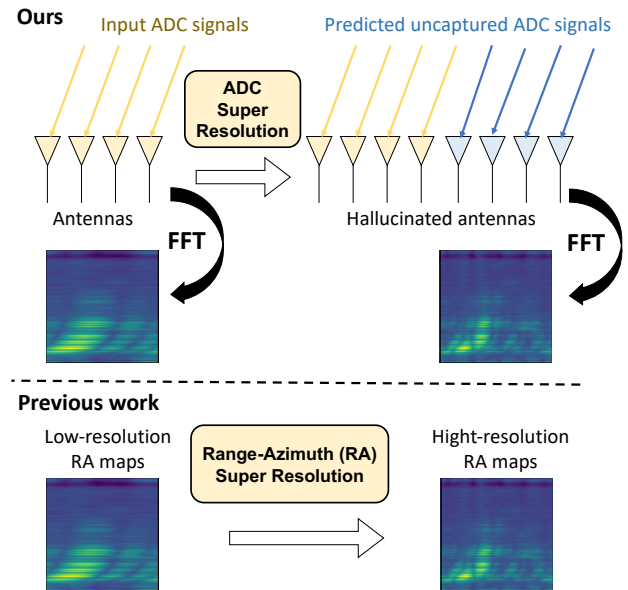 Ours
Input ADC signals
Predicted uncaptured ADC signals
ADC
Super
Resolution
Antennas
Hallucinated antennas
FFT
FFT
Previous work
Low-resolution
RA maps
Range-Azimuth (RA)
Super Resolution
Hight-resolution
RA maps